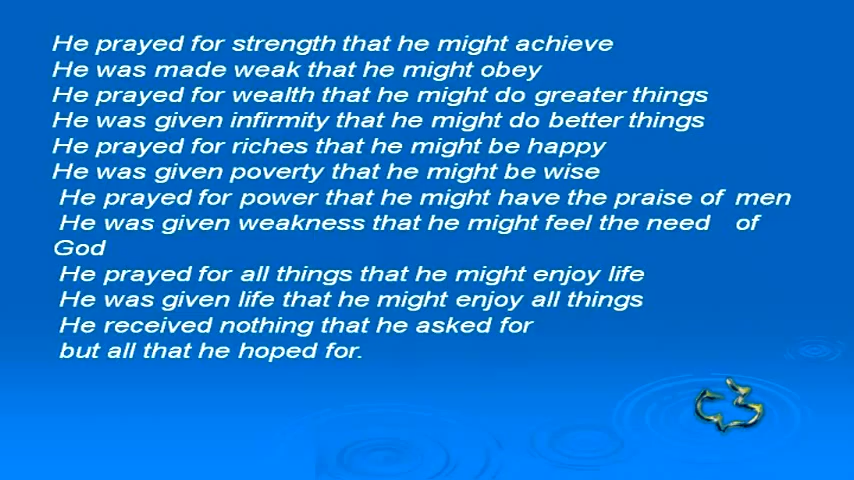 He prayed for strength that he might achieve
He was made weak that he might obey
He prayed for wealth that he might do greater things
He was given infirmity that he might do better things
He prayed for riches that he might be happy
He was given poverty that he might be wise
He prayed for power that he might have the praise of men
He was given weakness that he might feel the need of
God
He prayed for all things that he might enjoy life
He was given life that he might enjoy all things
He received nothing that he asked for
but all that he hoped for.